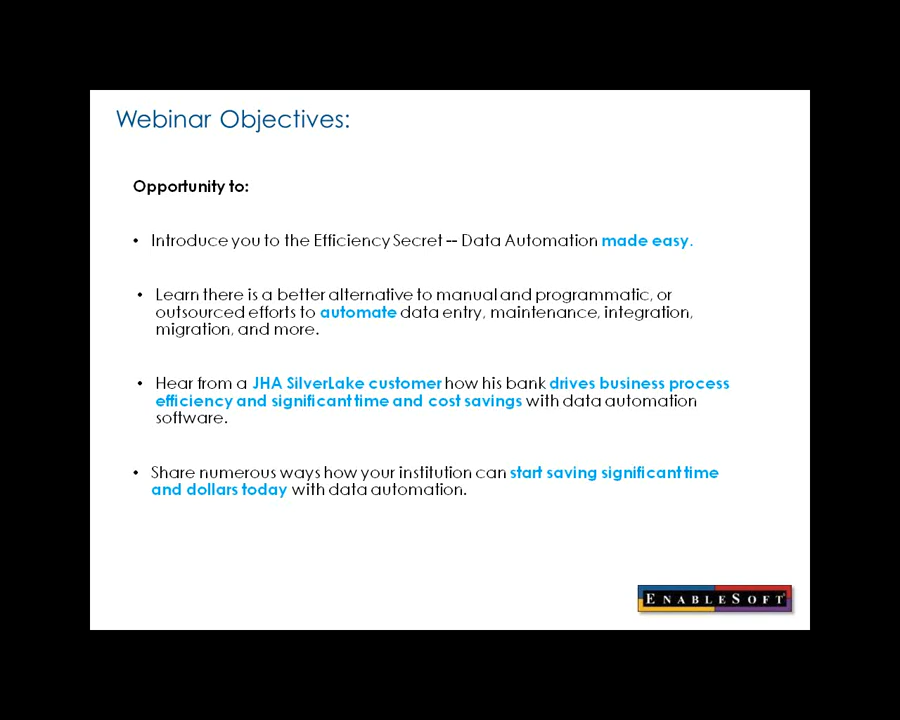 Webinar Objectives:
Opportunity to:
• Introduce you to the Efficiency Secret -- Data Automation made easy.
• Learn there is a better alternative to manual and programmatic, or
outsourced efforts to automate data entry, maintenance, integration,
migration, and more.
• Hear from a JHA SilverLake customer how his bank drives business process
efficiency and significant time and cost savings with data automation
software.
• Share numerous ways how your institution can start saving significant time
and dollars today with data automation.
ENABLESOFT